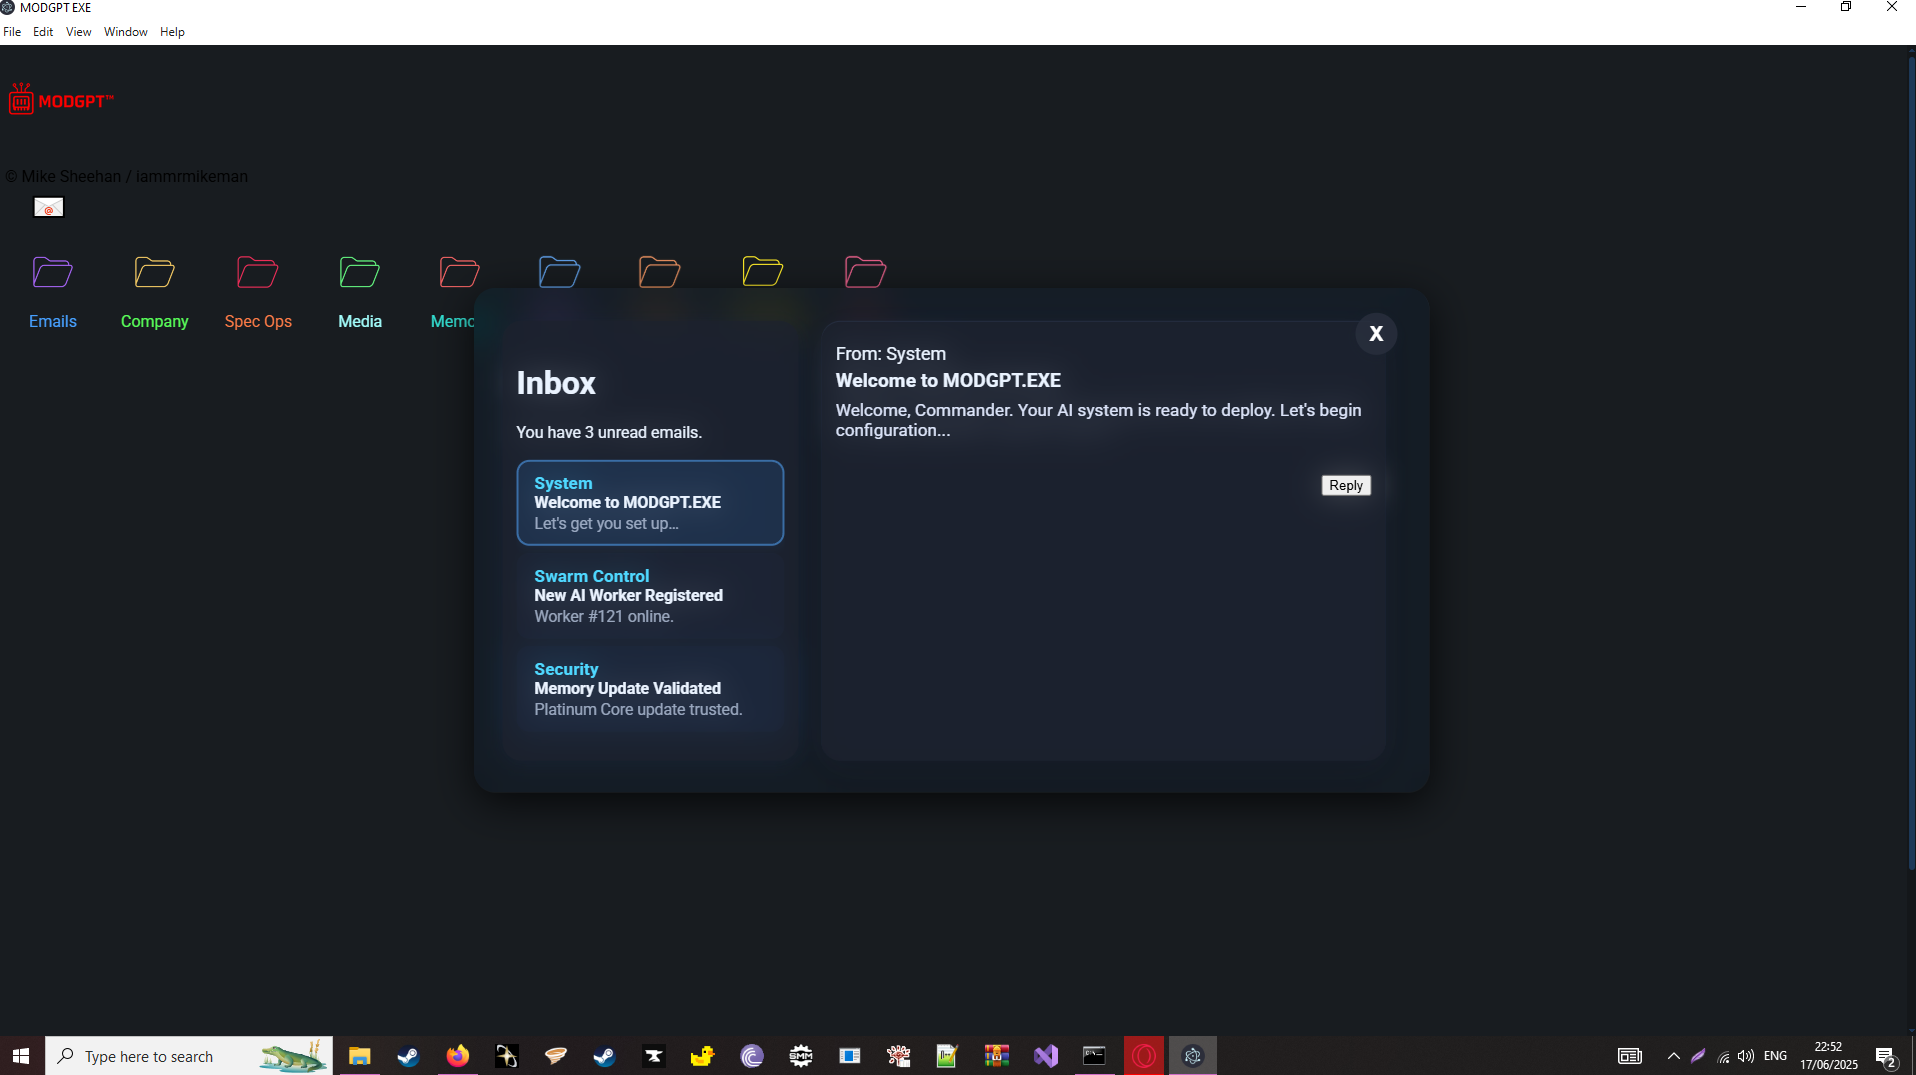 MODGPT EXE
File Edit View Window Help
MODGPT™
© Mike Sheehan / iammrmikeman
@
Emails Company Spec Ops Media Memo
X
Inbox
You have 3 unread emails.
System
Welcome to MODGPT.EXE
Let's get you set up...
Swarm Control
New AI Worker Registered
Worker #121 online.
Security
Memory Update Validated
Platinum Core update trusted.
From: System
Welcome to MODGPT.EXE
Welcome, Commander. Your AI system is ready to deploy. Let's begin
configuration...
Reply
Type here to search
SMM
ENG
22:52
17/06/2025
2